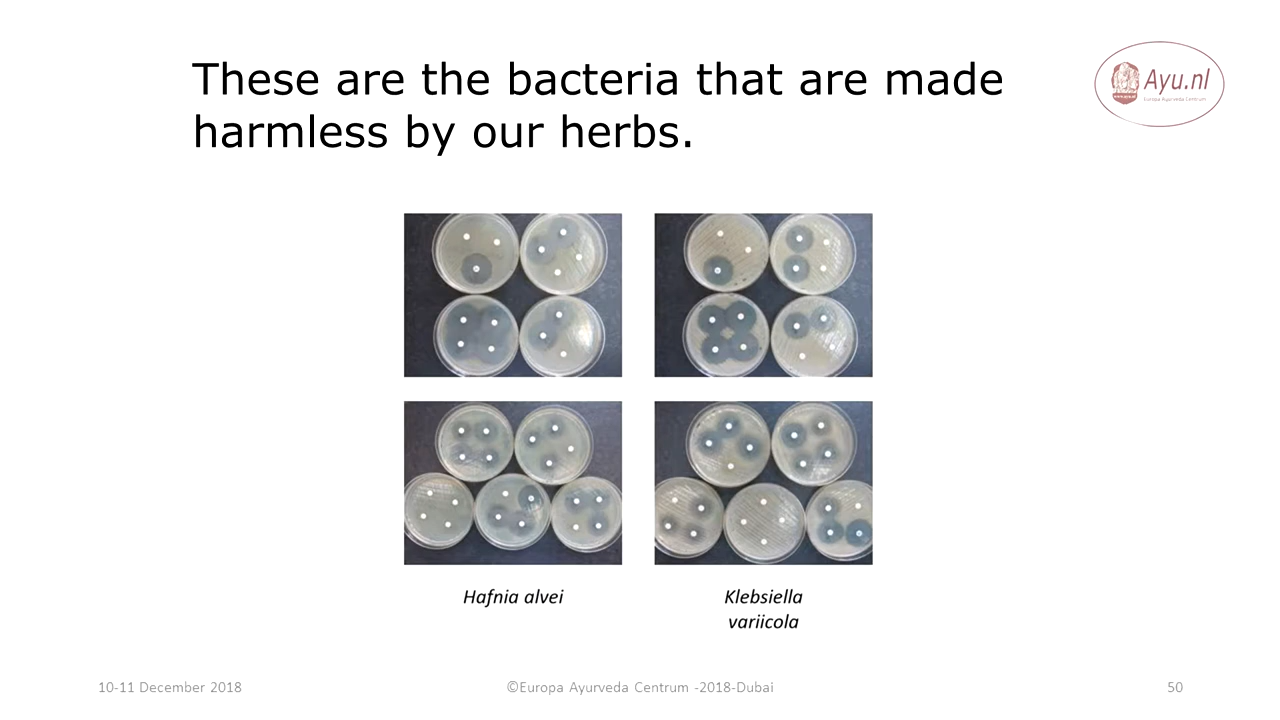 These are the bacteria that are made
harmless by our herbs.
Ayu.nl
Europa Ayurveda Centrum
Hafnia alvei
Klebsiella
variicola
10-11 December 2018
©Europa Ayurveda Centrum -2018-Dubai
50